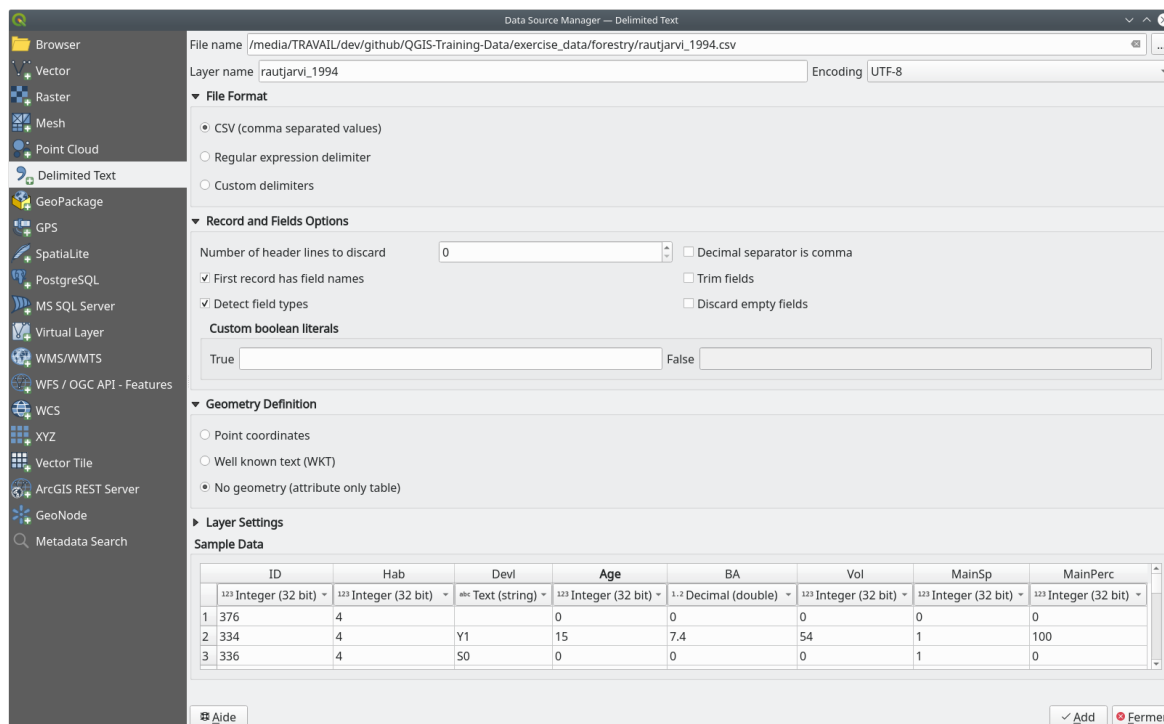 Data Source Manager — Delimited Text
Browser
Vector
Raster
Mesh
Point Cloud
Delimited Text
GeoPackage
GPS
SpatiaLite
PostgreSQL
MS SQL Server
Virtual Layer
WMS/WMTS
WFS / OGC API - Features
WCS
XYZ
Vector Tile
ArcGIS REST Server
GeoNode
Metadata Search
File name /media/TRAVAIL/dev/github/QGIS-Training-Data/exercise_data/forestry/rautjarvi_1994.csv ...
Layer name rautjarvi_1994 Encoding UTF-8
File Format
CSV (comma separated values)
Regular expression delimiter
Custom delimiters
Record and Fields Options
Number of header lines to discard 0 Decimal separator is comma
First record has field names Trim fields
Detect field types Discard empty fields
Custom boolean literals
True False
Geometry Definition
Point coordinates
Well known text (WKT)
No geometry (attribute only table)
Layer Settings
Sample Data
ID Hab Devl Age BA Vol MainSp MainPerc
123 Integer (32 bit) 123 Integer (32 bit) abc Text (string) 123 Integer (32 bit) 1.2 Decimal (double) 123 Integer (32 bit) 123 Integer (32 bit) 123 Integer (32 bit)
1 376 4 0 0 0 0 0
2 334 4 Y1 15 7.4 54 1 100
3 336 4 S0 0 0 0 1 0
Aide Add Fermer